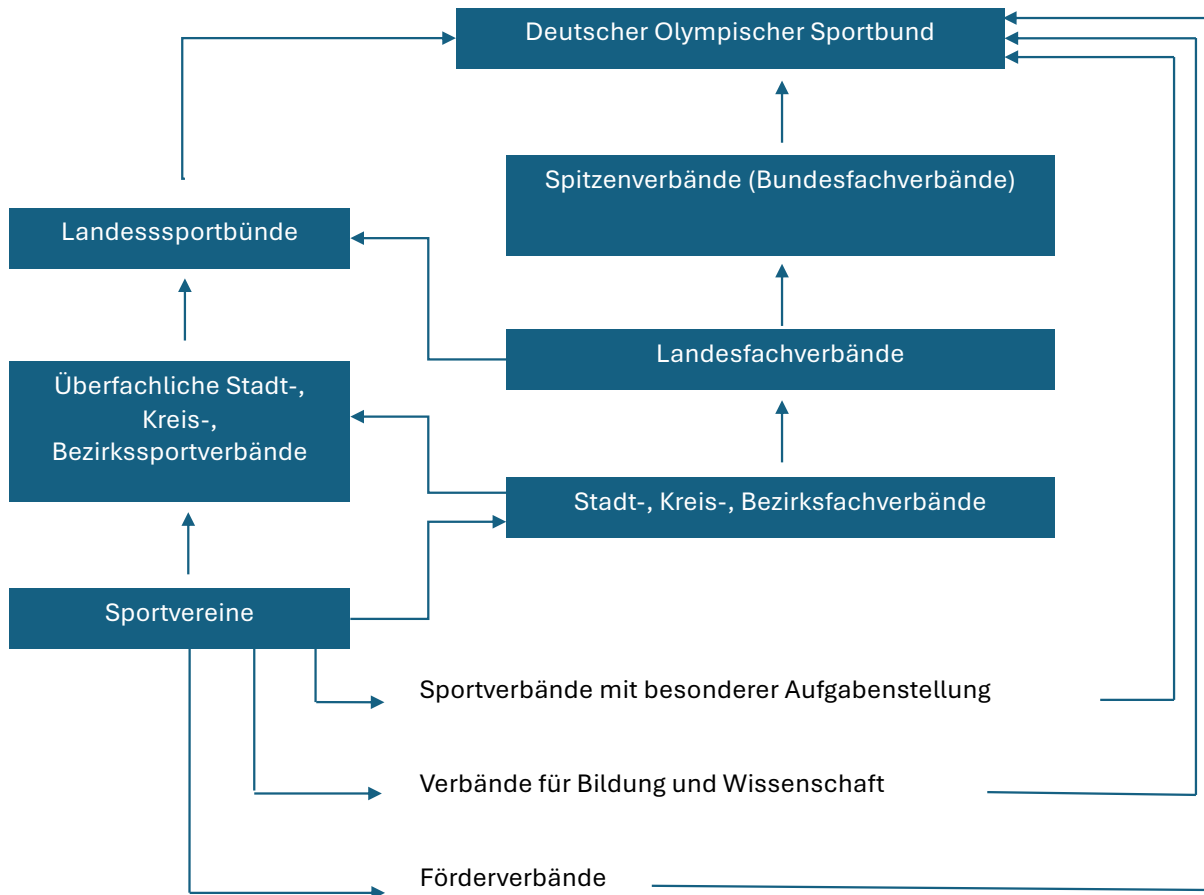 Deutscher Olympischer Sportbund
Spitzenverbände (Bundesfachverbände)
Landesssportbünde
Landesfachverbände
Überfachliche Stadt-,
Kreis-,
Bezirkssportverbände
Stadt-, Kreis-, Bezirksfachverbände
Sportvereine
Sportverbände mit besonderer Aufgabenstellung
Verbände für Bildung und Wissenschaft
Förderverbände